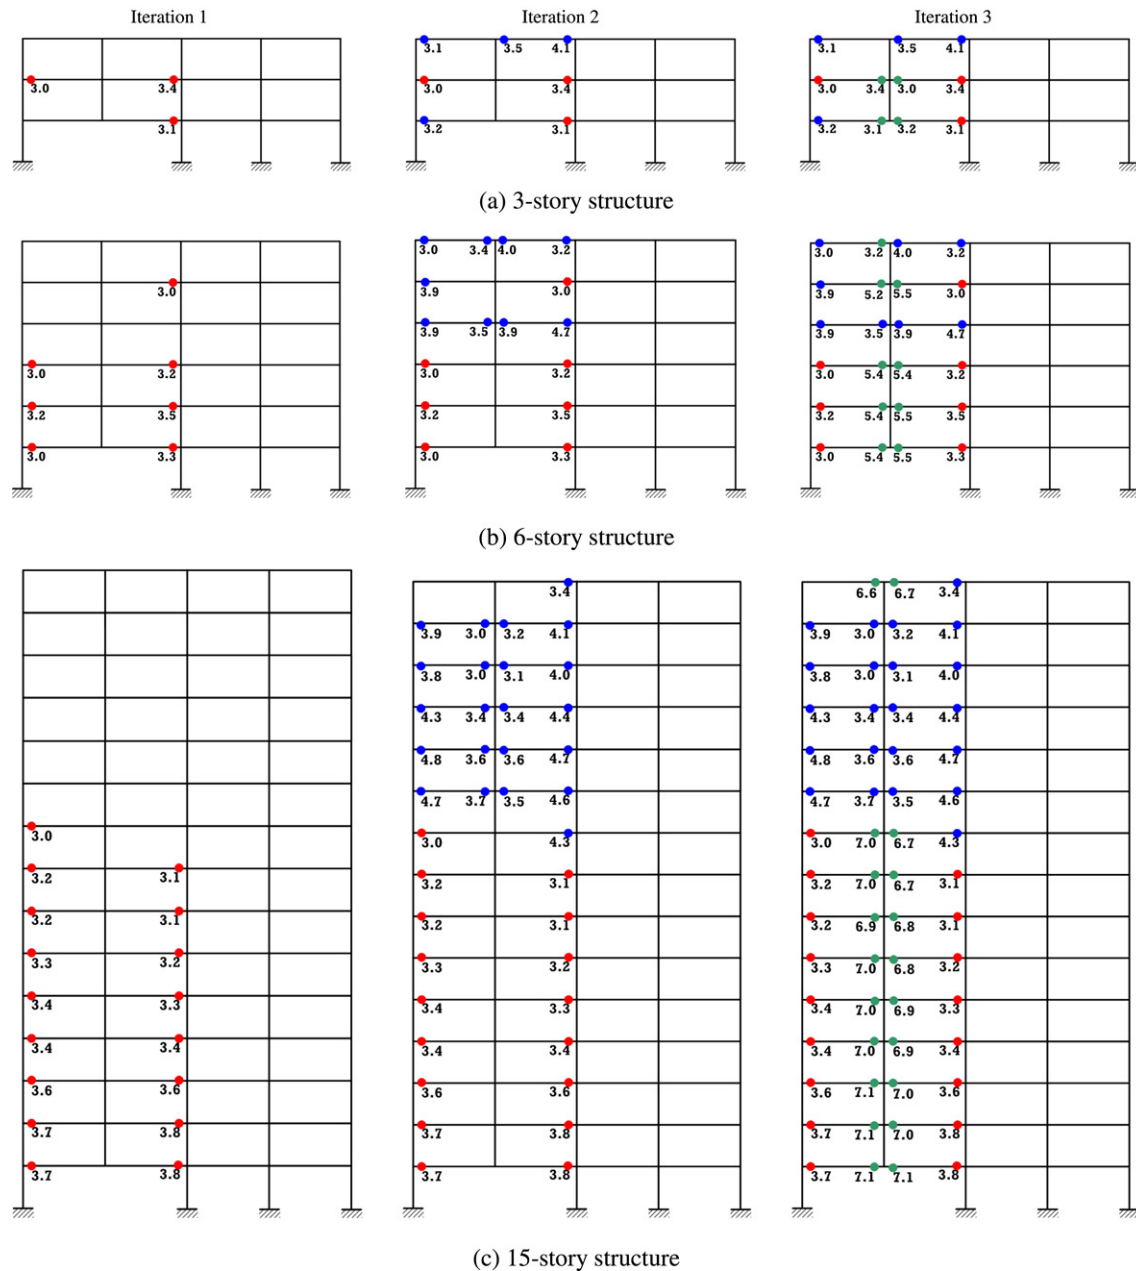 Iteration 1 Iteration 2 Iteration 3
3.1 3.5 4.1 3.1 3.5 4.1
3.0 3.4 3.0 3.4 3.0 3.4 3.0 3.4
3.1 3.2 3.1 3.2 3.1 3.2 3.1
(a) 3-story structure
3.0 3.4 4.0 3.2 3.0 3.2 4.0 3.2
3.0 3.9 3.0 3.9 5.2 5.5 3.0
3.9 3.5 3.9 4.7 3.9 3.5 3.9 4.7
3.0 3.2 3.0 3.2 3.0 5.4 5.4 3.2
3.2 3.5 3.2 3.5 3.2 5.4 5.5 3.5
3.0 3.3 3.0 3.3 3.0 5.4 5.5 3.3
(b) 6-story structure
3.4 6.6 6.7 3.4
3.9 3.0 3.2 4.1 3.9 3.0 3.2 4.1
3.8 3.0 3.1 4.0 3.8 3.0 3.1 4.0
4.3 3.4 3.4 4.4 4.3 3.4 3.4 4.4
4.8 3.6 3.6 4.7 4.8 3.6 3.6 4.7
4.7 3.7 3.5 4.6 4.7 3.7 3.5 4.6
3.0 3.0 4.3 3.0 7.0 6.7 4.3
3.2 3.1 3.2 3.1 3.2 7.0 6.7 3.1
3.2 3.1 3.2 3.1 3.2 6.9 6.8 3.1
3.3 3.2 3.3 3.2 3.3 7.0 6.8 3.2
3.4 3.3 3.4 3.3 3.4 7.0 6.9 3.3
3.4 3.4 3.4 3.4 3.4 7.0 6.9 3.4
3.6 3.6 3.6 3.6 3.6 7.1 7.0 3.6
3.7 3.8 3.7 3.8 3.7 7.1 7.0 3.8
3.7 3.8 3.7 3.8 3.7 7.1 7.1 3.8
(c) 15-story structure